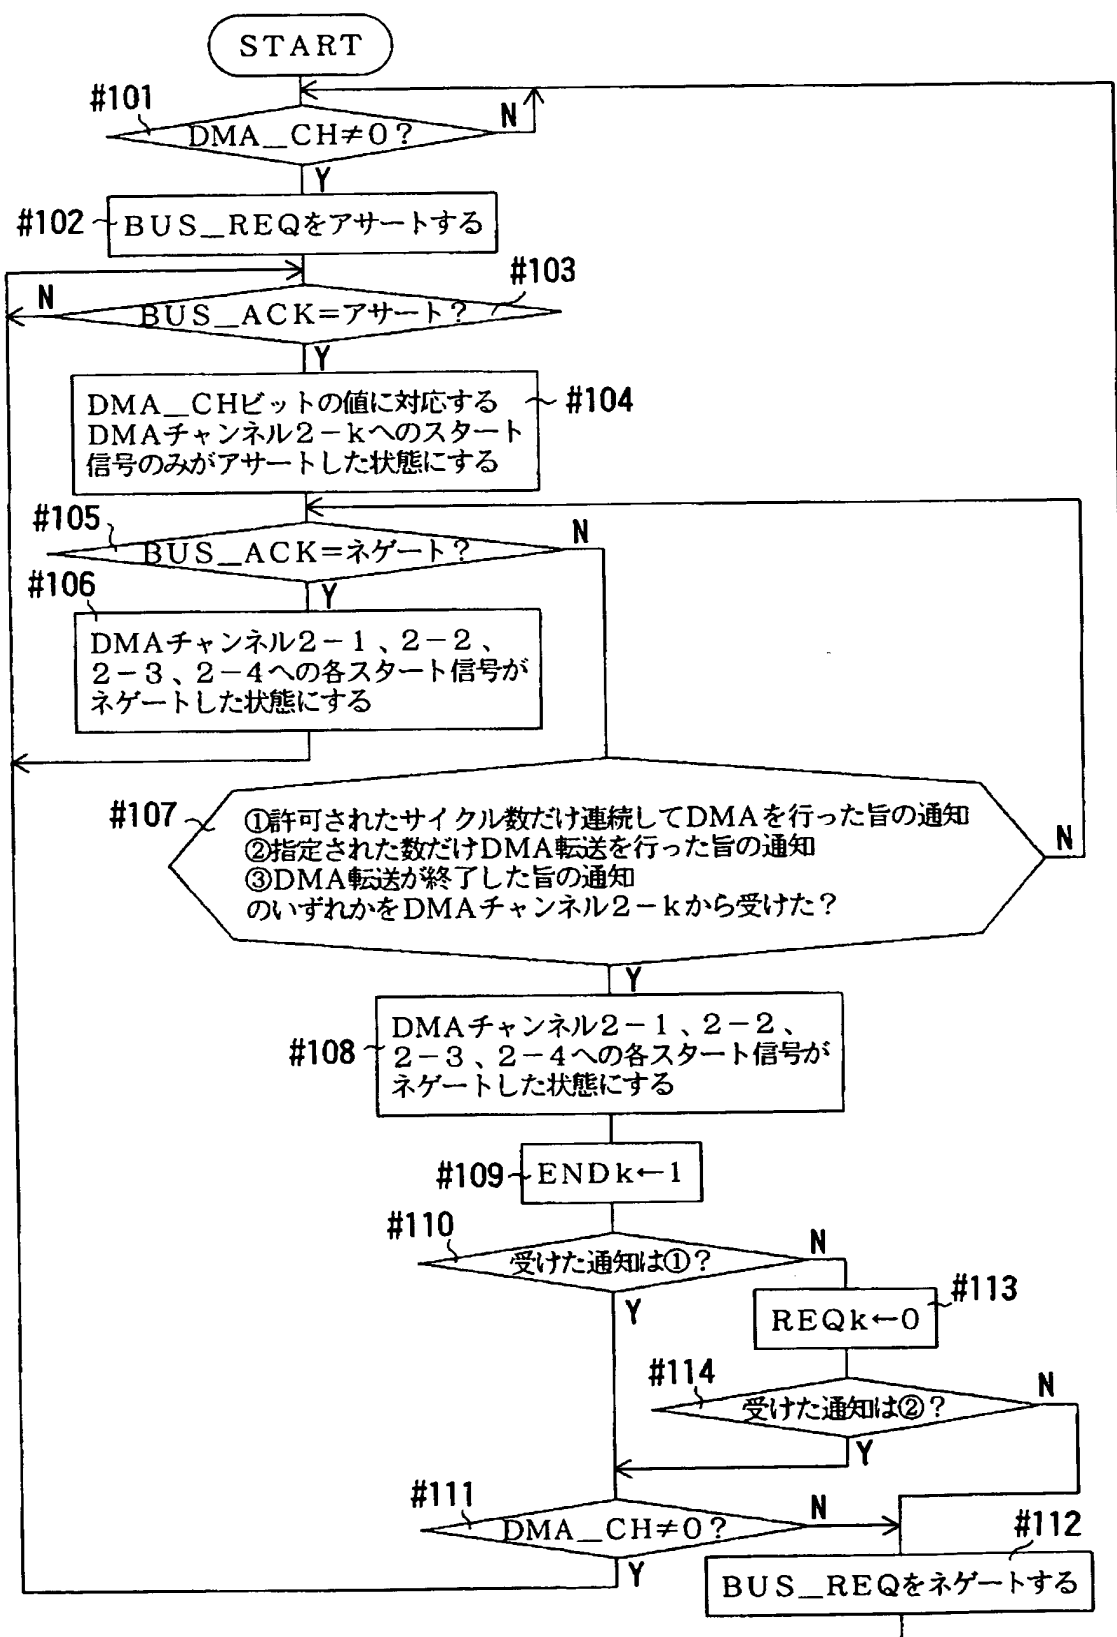 START
#101
DMA_CH≠0?
N
Y
#102
BUS_REQをアサートする
#103
N
BUS_ACK=アサート?
Y
#104
DMA_CHビットの値に対応する
DMAチャンネル2-kへのスタート
信号のみがアサートした状態にする
#105
BUS_ACK=ネゲート?
N
Y
#106
DMAチャンネル2-1、2-2、
2-3、2-4への各スタート信号が
ネゲートした状態にする
#107
①許可されたサイクル数だけ連続してDMAを行った旨の通知
②指定された数だけDMA転送を行った旨の通知
③DMA転送が終了した旨の通知
のいずれかをDMAチャンネル2-kから受けた?
N
Y
#108
DMAチャンネル2-1、2-2、
2-3、2-4への各スタート信号が
ネゲートした状態にする
#109
ENDk←1
#110
受けた通知は①?
N
Y
#113
REQk←0
#114
受けた通知は②?
N
Y
#111
DMA_CH≠0?
N
Y
#112
BUS_REQをネゲートする